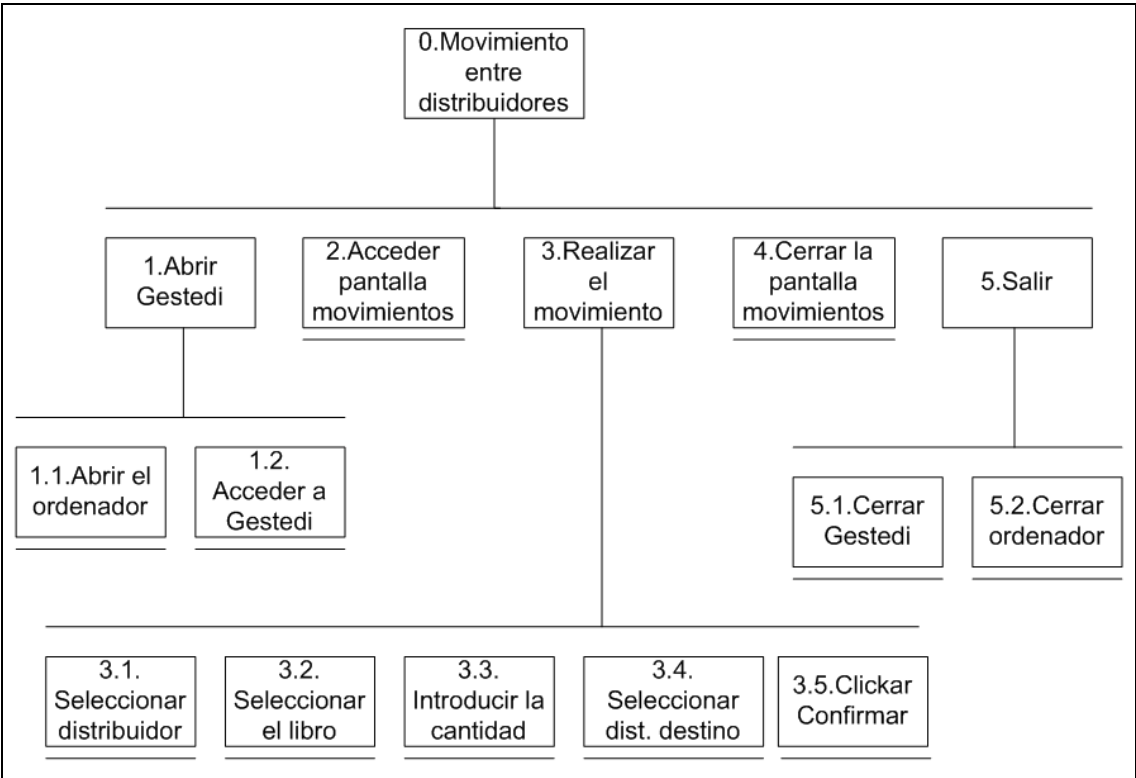 0.Movimiento
entre
distribuidores
1.Abrir
Gestedi
2.Acceder
pantalla
movimientos
3.Realizar
el
movimiento
4.Cerrar la
pantalla
movimientos
5.Salir
1.1.Abrir el
ordenador
1.2.
Acceder a
Gestedi
5.1.Cerrar
Gestedi
5.2.Cerrar
ordenador
3.1.
Seleccionar
distribuidor
3.2.
Seleccionar
el libro
3.3.
Introducir la
cantidad
3.4.
Seleccionar
dist. destino
3.5.Clickar
Confirmar